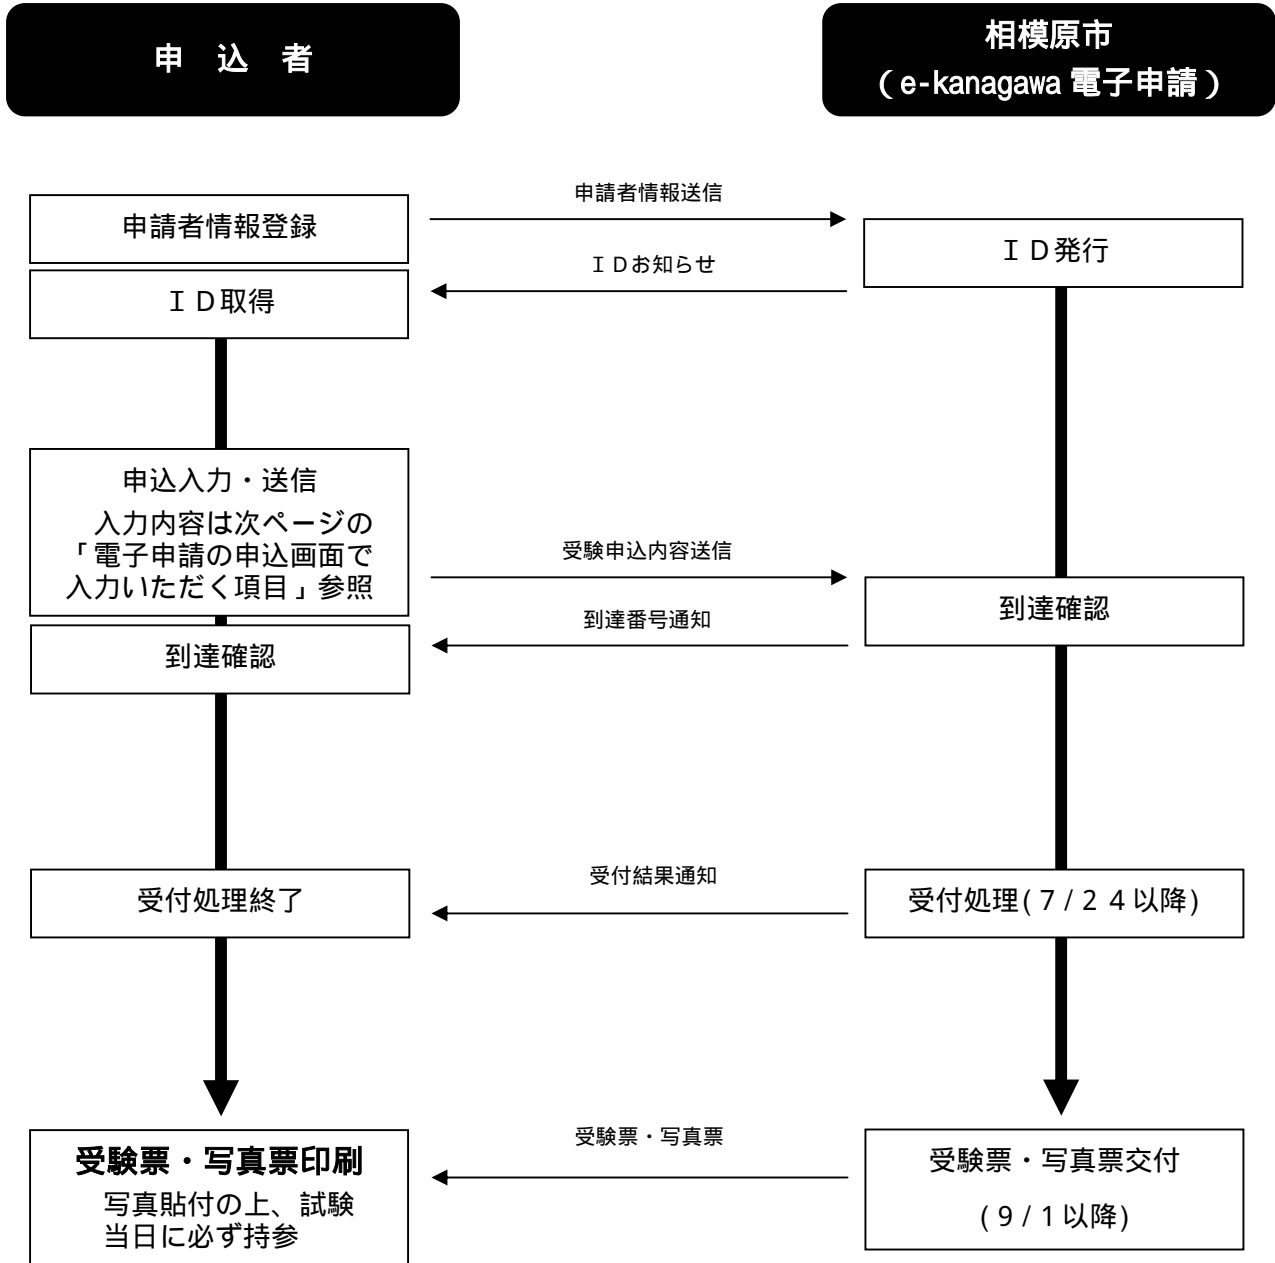 申　込　者
相模原市
（e-kanagawa 電子申請）
申請者情報登録
申請者情報送信
ＩＤ発行
ＩＤお知らせ
ＩＤ取得
申込入力・送信
入力内容は次ページの
「電子申請の申込画面で
入力いただく項目」参照
受験申込内容送信
到達確認
到達番号通知
到達確認
受付処理終了
受付結果通知
受付処理(７/２４以降)
受験票・写真票印刷
写真貼付の上、試験
当日に必ず持参
受験票・写真票
受験票・写真票交付
(９/１以降)